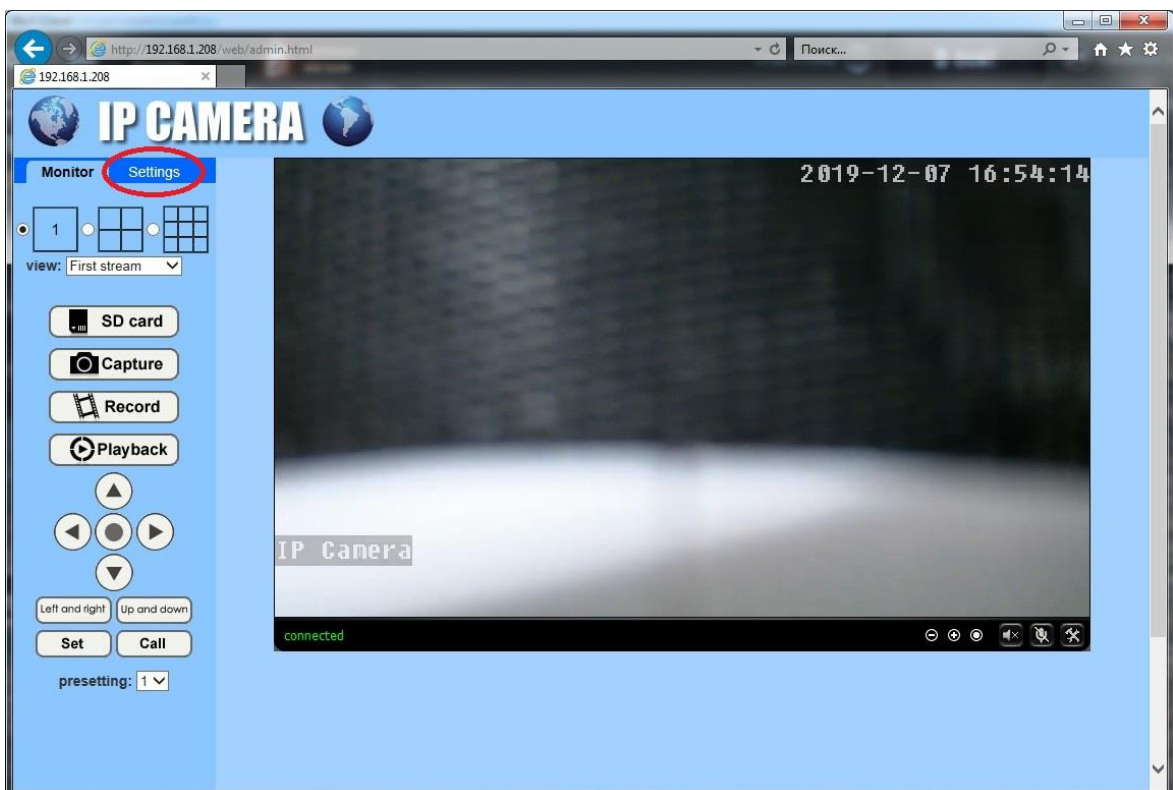 http://192.168.1.208/web/admin.html
Поиск...
192.168.1.208
IP CAMERA
Monitor
Settings
2019-12-07 16:54:14
1
view: First stream
SD card
Capture
Record
Playback
IP Camera
Left and right
Up and down
connected
Set
Call
presetting: 1